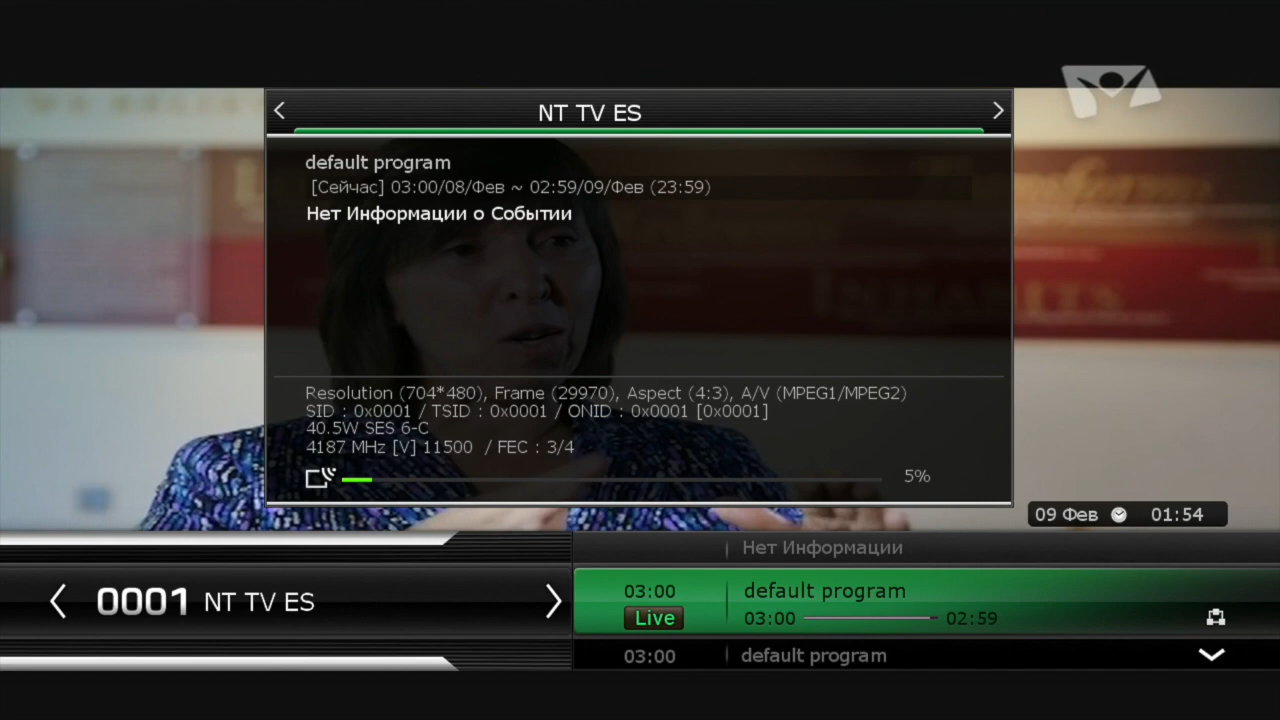 NT TV ES
default program
[Сейчас] 03:00/08/Фев ~ 02:59/09/Фев (23:59)
Нет Информации о Событии
Resolution (704*480), Frame (29970), Aspect (4:3), A/V (MPEG1/MPEG2)
SID : 0x0001 / TSID : 0x0001 / ONID : 0x0001 [0x0001]
40.5W SES 6-C
4187 MHz [V] 11500 / FEC : 3/4
5%
09 Фев 01:54
Нет Информации
0001 NT TV ES
03:00 default program
Live 03:00 02:59
03:00 default program